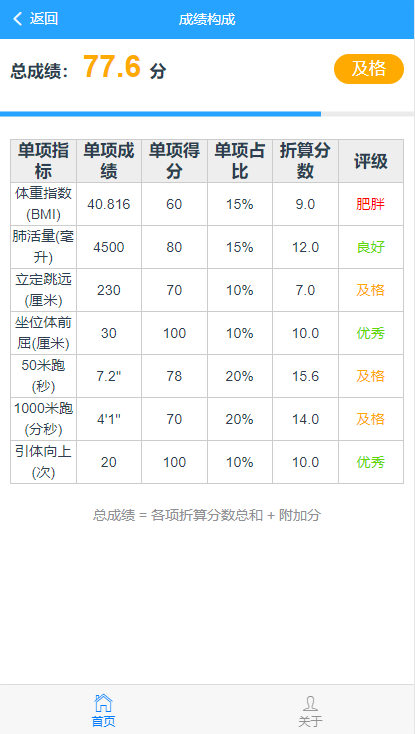 返回
成绩构成
总成绩: 77.6 分
及格
单项指标 单项成绩 单项得分 单项占比 折算分数 评级
体重指数(BMI) 40.816 60 15% 9.0 肥胖
肺活量(毫升) 4500 80 15% 12.0 良好
立定跳远(厘米) 230 70 10% 7.0 及格
坐位体前屈(厘米) 30 100 10% 10.0 优秀
50米跑(秒) 7.2" 78 20% 15.6 及格
1000米跑(分秒) 4'1" 70 20% 14.0 及格
引体向上(次) 20 100 10% 10.0 优秀
总成绩 = 各项折算分数总和 + 附加分
首页
关于